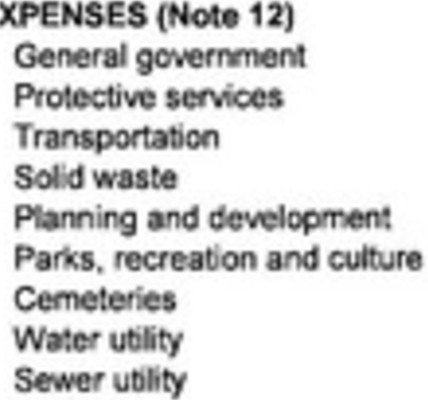 XPENSES (Note 12)
General government
Protective services
Transportation
Solid waste
Planning and development
Parks, recreation and culture
Cemeteries
Water utility
Sewer utility